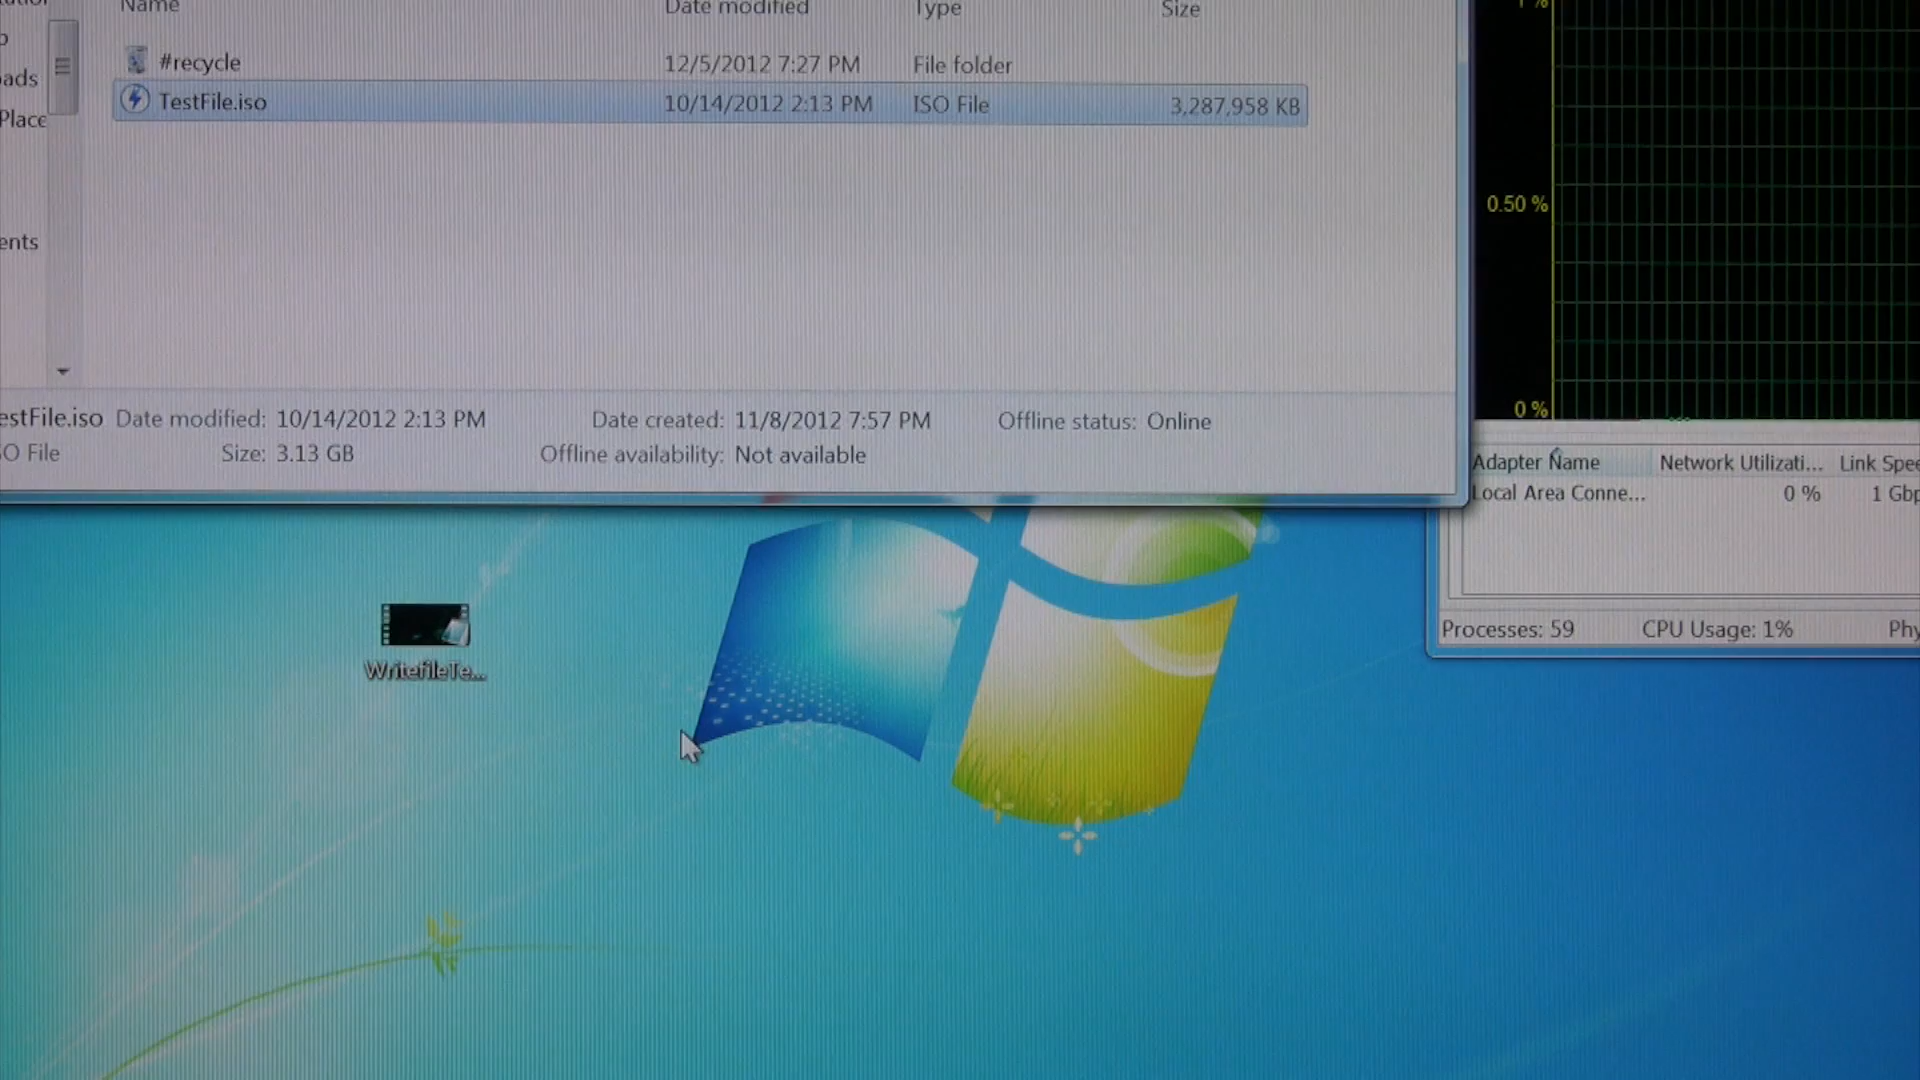 Name Date modified Type Size
#recycle 12/5/2012 7:27 PM File folder
TestFile.iso 10/14/2012 2:13 PM ISO File 3,287,958 KB
oads
Place
ents
1 %
0.50 %
0 %
estFile.iso Date modified: 10/14/2012 2:13 PM Date created: 11/8/2012 7:57 PM Offline status: Online
SO File Size: 3.13 GB Offline availability: Not available
Adapter Name Network Utilizati... Link Spee
Local Area Conne... 0 % 1 Gbp
Processes: 59 CPU Usage: 1% Phy
WritefileTe...